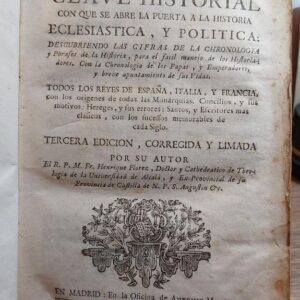 CLAVE HISTORIAL
CON QUE SE ABRE LA PUERTA A LA HISTORIA
ECLESIASTICA, Y POLITICA;
DESCUBRIENDO LAS CIFRAS DE LA CHRONOLOGIA
y Phrase de la Historia, para el facil manejo de los Historia-
dores. Con la Chronologia de los Papas, y Emperadores,
y breve apuntamiento de sus Vidas.
TODOS LOS REYES DE ESPAÑA, ITALIA, Y FRANCIA,
con los origenes de todas las Monarquias. Concilios, y sus
motivos: Hereges, y sus errores: Santos, y Escritores mas
clasicos, con los sucessos memorables de
cada Siglo.
TERCERA EDICION, CORREGIDA Y LIMADA
POR SU AUTOR
El R. P. M. Fr. Henrique Florez, Doctor y Cathedratico de Theo-
logia de la Universidad de Alcalá, y Ex-Provincial de su
Provincia de Castilla de N. P. S. Augustin &c.
EN MADRID: En la Oficina de